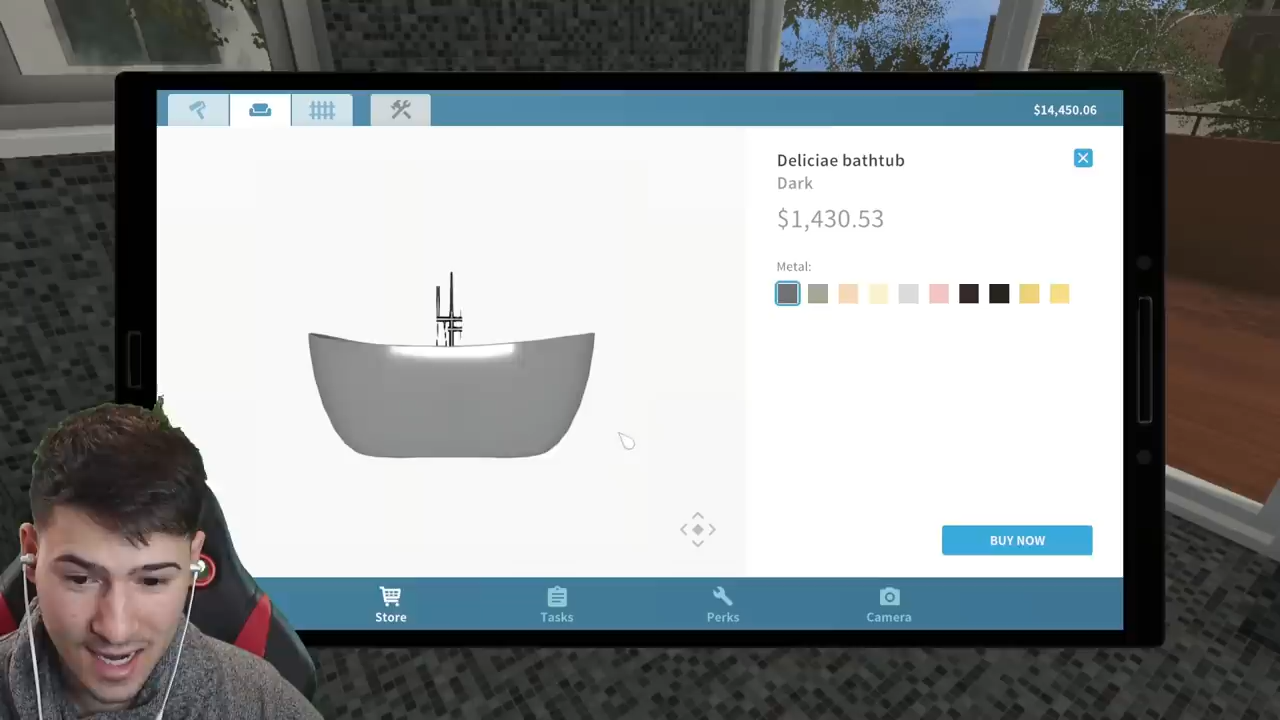 $14,450.06
Deliciae bathtub
Dark
$1,430.53
Metal:
BUY NOW
Store
Tasks
Perks
Camera